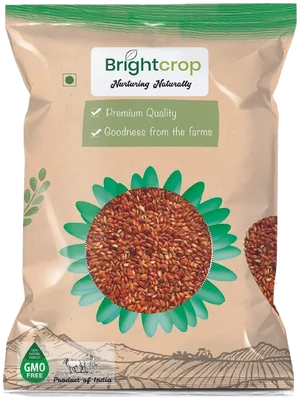 Brightcrop
Nurturing Naturally
Premium Quality
Goodness from the farms
GMO
FREE
Product of India